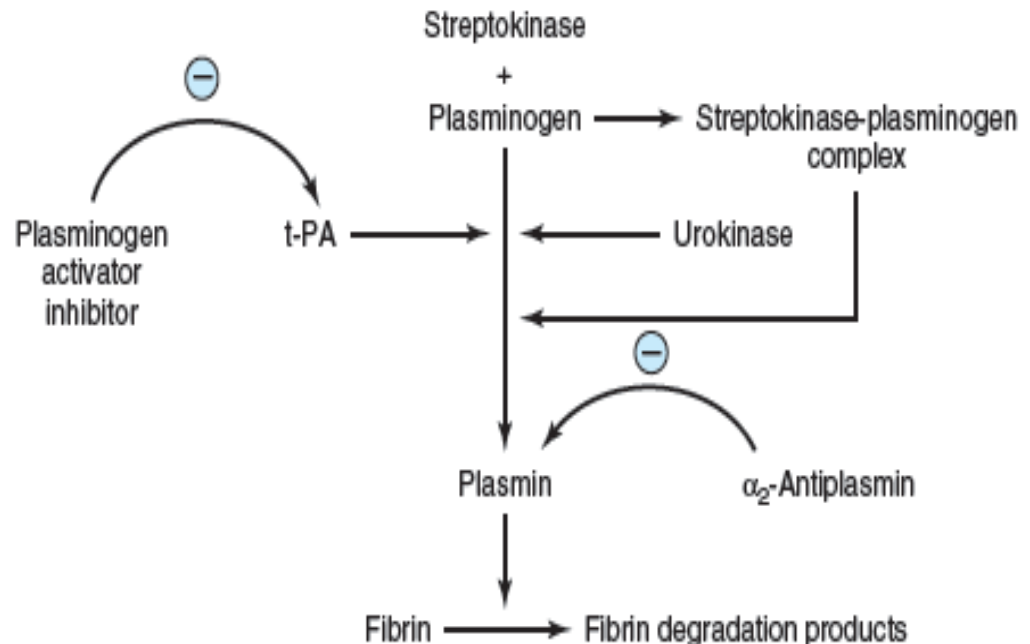 −
Streptokinase
+
Plasminogen
Streptokinase-plasminogen
complex
Plasminogen
activator
inhibitor
t-PA
Urokinase
−
Plasmin
α₂-Antiplasmin
Fibrin
Fibrin degradation products